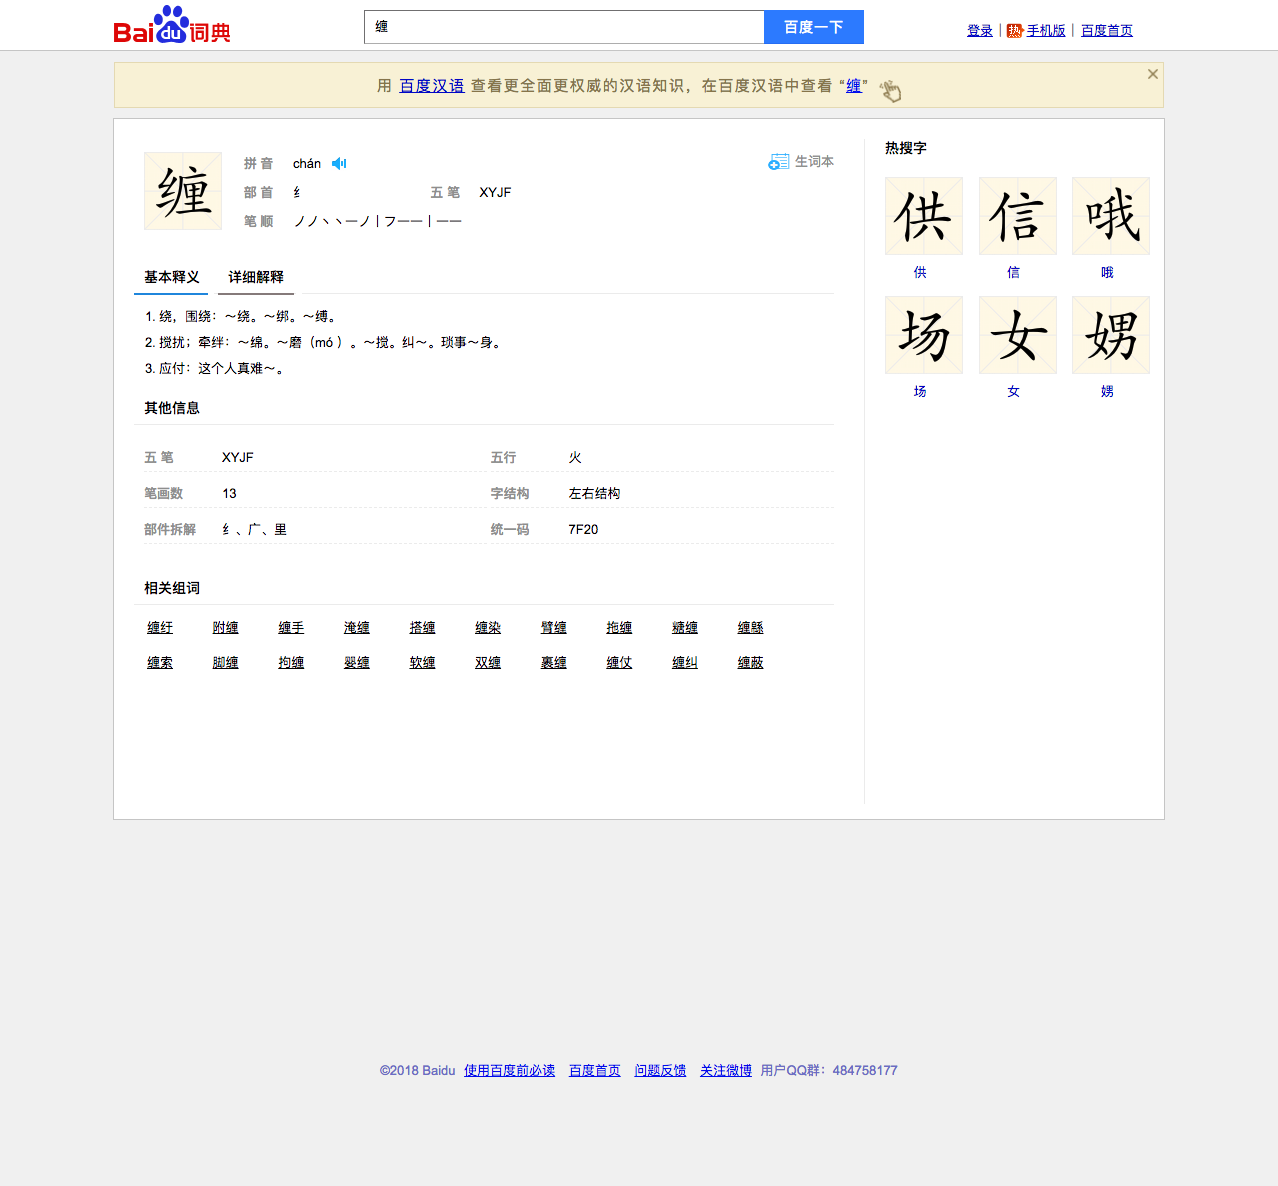 Baidu词典 缠 百度一下 登录 | 热 手机版 | 百度首页
用 百度汉语 查看更全面更权威的汉语知识，在百度汉语中查看 “缠”
缠
拼 音 chán 生词本
部 首 纟 五 笔 XYJF
笔 顺 ノノ丶丶一ノ丨フ一一丨一一
基本释义 详细解释
1. 绕，围绕：～绕。～绑。～缚。
2. 搅扰；牵绊：～绵。～磨（mó ）。～搅。纠～。琐事～身。
3. 应付：这个人真难～。
其他信息
五 笔 XYJF 五行 火
笔画数 13 字结构 左右结构
部件拆解 纟、广、里 统一码 7F20
相关组词
缠纡 附缠 缠手 淹缠 搭缠 缠染 臂缠 拖缠 糖缠 缠緐
缠索 脚缠 拘缠 婴缠 软缠 双缠 裹缠 缠仗 缠纠 缠蔽
热搜字
供 信 哦
供 信 哦
场 女 娚
场 女 娚
©2018 Baidu 使用百度前必读 百度首页 问题反馈 关注微博 用户QQ群：484758177